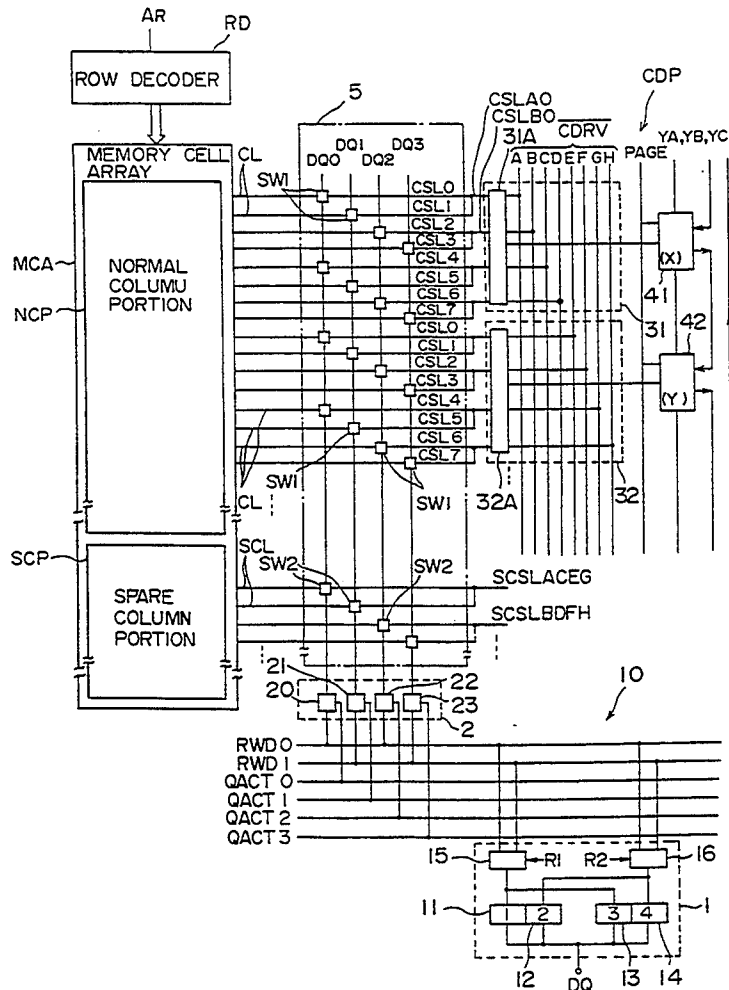 AR
RD
ROW DECODER
5
CSLA0
CSLB0
31A
CDRV
CDP
DQ0
DQ1
DQ2
DQ3
A B C D E F G H
PAGE
YA, YB, YC
MEMORY CELL
ARRAY
CL
SW1
CSL0
CSL1
CSL2
CSL3
CSL4
CSL5
CSL6
CSL7
MCA
NCP
NORMAL
COLUMU
PORTION
(X)
41
31
42
CSL0
CSL1
CSL2
CSL3
CSL4
CSL5
CSL6
CSL7
(Y)
SW1
SW1
CL
32A
32
SCP
SPARE
COLUMN
PORTION
SCL
SW2
SW2
SCSLACEG
SCSLBDFH
20
21
22
23
2
10
RWD0
RWD1
QACT0
QACT1
QACT2
QACT3
15
R1
R2
16
11
1 2
3 4
1
12
13
14
DQ